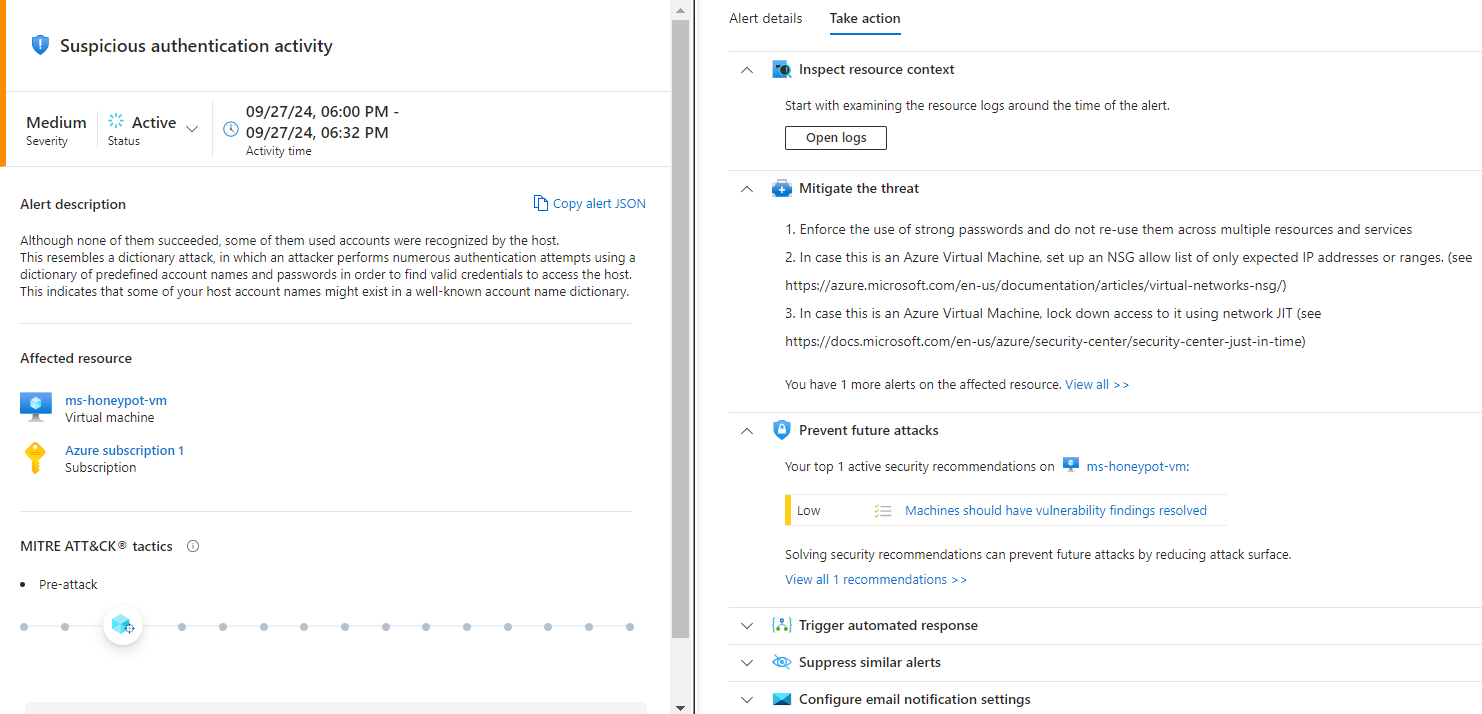 Suspicious authentication activity
Medium
Severity
Active
Status
09/27/24, 06:00 PM -
09/27/24, 06:32 PM
Activity time
Alert description
Copy alert JSON
Although none of them succeeded, some of them used accounts were recognized by the host.
This resembles a dictionary attack, in which an attacker performs numerous authentication attempts using a
dictionary of predefined account names and passwords in order to find valid credentials to access the host.
This indicates that some of your host account names might exist in a well-known account name dictionary.
Affected resource
ms-honeypot-vm
Virtual machine
Azure subscription 1
Subscription
MITRE ATT&CK® tactics
• Pre-attack
Alert details
Take action
Inspect resource context
Start with examining the resource logs around the time of the alert.
Open logs
Mitigate the threat
1. Enforce the use of strong passwords and do not re-use them across multiple resources and services
2. In case this is an Azure Virtual Machine, set up an NSG allow list of only expected IP addresses or ranges. (see
https://azure.microsoft.com/en-us/documentation/articles/virtual-networks-nsg/)
3. In case this is an Azure Virtual Machine, lock down access to it using network JIT (see
https://docs.microsoft.com/en-us/azure/security-center/security-center-just-in-time)
You have 1 more alerts on the affected resource. View all >>
Prevent future attacks
Your top 1 active security recommendations on ms-honeypot-vm:
Low Machines should have vulnerability findings resolved
Solving security recommendations can prevent future attacks by reducing attack surface.
View all 1 recommendations >>
Trigger automated response
Suppress similar alerts
Configure email notification settings